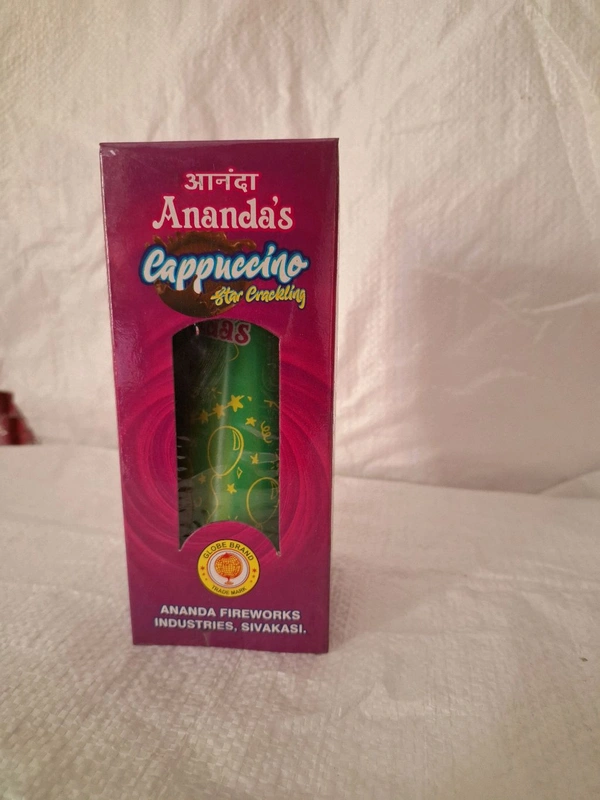 आनंदा
Ananda's
Cappuccino
Star Crackling
GLOBE BRAND
TRADE MARK
ANANDA FIREWORKS
INDUSTRIES, SIVAKASI.